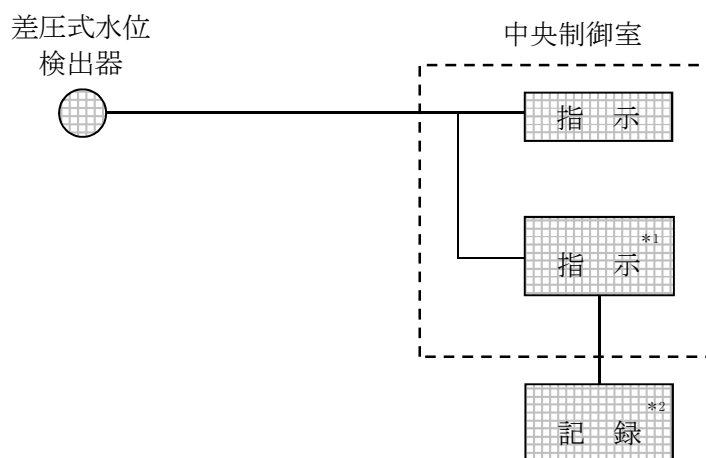 差圧式水位
検出器
中央制御室
指　示
指　示*1
記　録*2